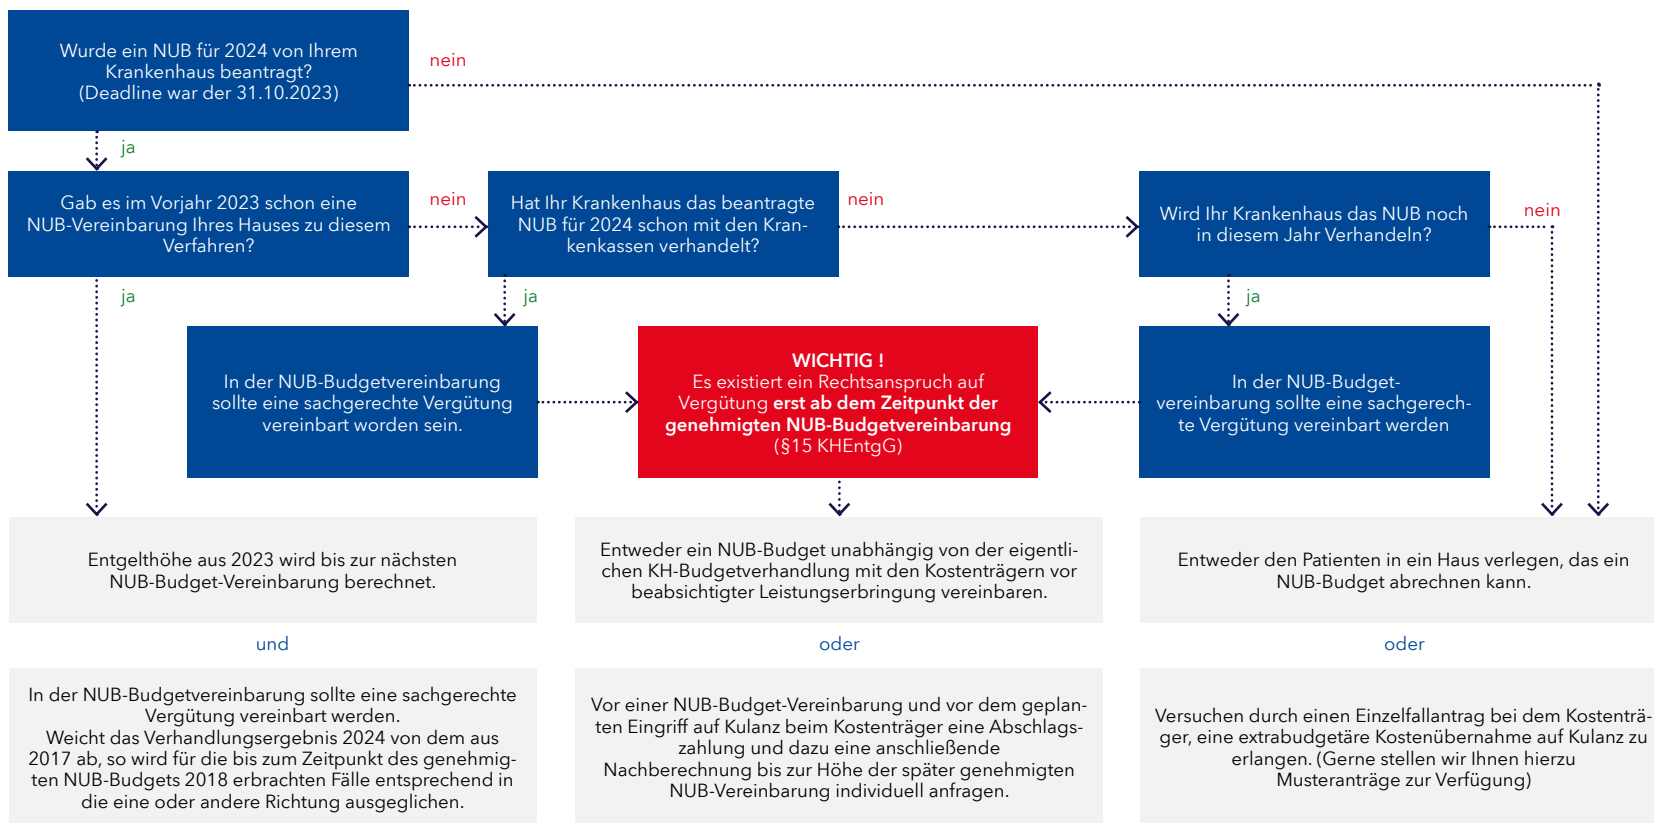 Wurde ein NUB für 2024 von Ihrem
Krankenhaus beantragt?
(Deadline war der 31.10.2023)
nein
ja
Gab es im Vorjahr 2023 schon eine
NUB-Vereinbarung Ihres Hauses zu diesem
Verfahren?
nein
Hat Ihr Krankenhaus das beantragte
NUB für 2024 schon mit den Kran-
kenkassen verhandelt?
nein
Wird Ihr Krankenhaus das NUB noch
in diesem Jahr Verhandeln?
nein
ja
ja
ja
In der NUB-Budgetvereinbarung
sollte eine sachgerechte Vergütung
vereinbart worden sein.
WICHTIG !
Es existiert ein Rechtsanspruch auf
Vergütung erst ab dem Zeitpunkt der
genehmigten NUB-Budgetvereinbarung
(§15 KHEntgG)
In der NUB-Budget-
vereinbarung sollte eine sachgerech-
te Vergütung vereinbart werden
Entgelthöhe aus 2023 wird bis zur nächsten
NUB-Budget-Vereinbarung berechnet.
und
In der NUB-Budgetvereinbarung sollte eine sachgerechte
Vergütung vereinbart werden.
Weicht das Verhandlungsergebnis 2024 von dem aus
2017 ab, so wird für die bis zum Zeitpunkt des genehmig-
ten NUB-Budgets 2018 erbrachten Fälle entsprechend in
die eine oder andere Richtung ausgeglichen.
Entweder ein NUB-Budget unabhängig von der eigentli-
chen KH-Budgetverhandlung mit den Kostenträgern vor
beabsichtigter Leistungserbringung vereinbaren.
oder
Vor einer NUB-Budget-Vereinbarung und vor dem geplan-
ten Eingriff auf Kulanz beim Kostenträger eine Abschlags-
zahlung und dazu eine anschließende
Nachberechnung bis zur Höhe der später genehmigten
NUB-Vereinbarung individuell anfragen.
Entweder den Patienten in ein Haus verlegen, das ein
NUB-Budget abrechnen kann.
oder
Versuchen durch einen Einzelfallantrag bei dem Kostenträ-
ger, eine extrabudgetäre Kostenübernahme auf Kulanz zu
erlangen. (Gerne stellen wir Ihnen hierzu
Musteranträge zur Verfügung)